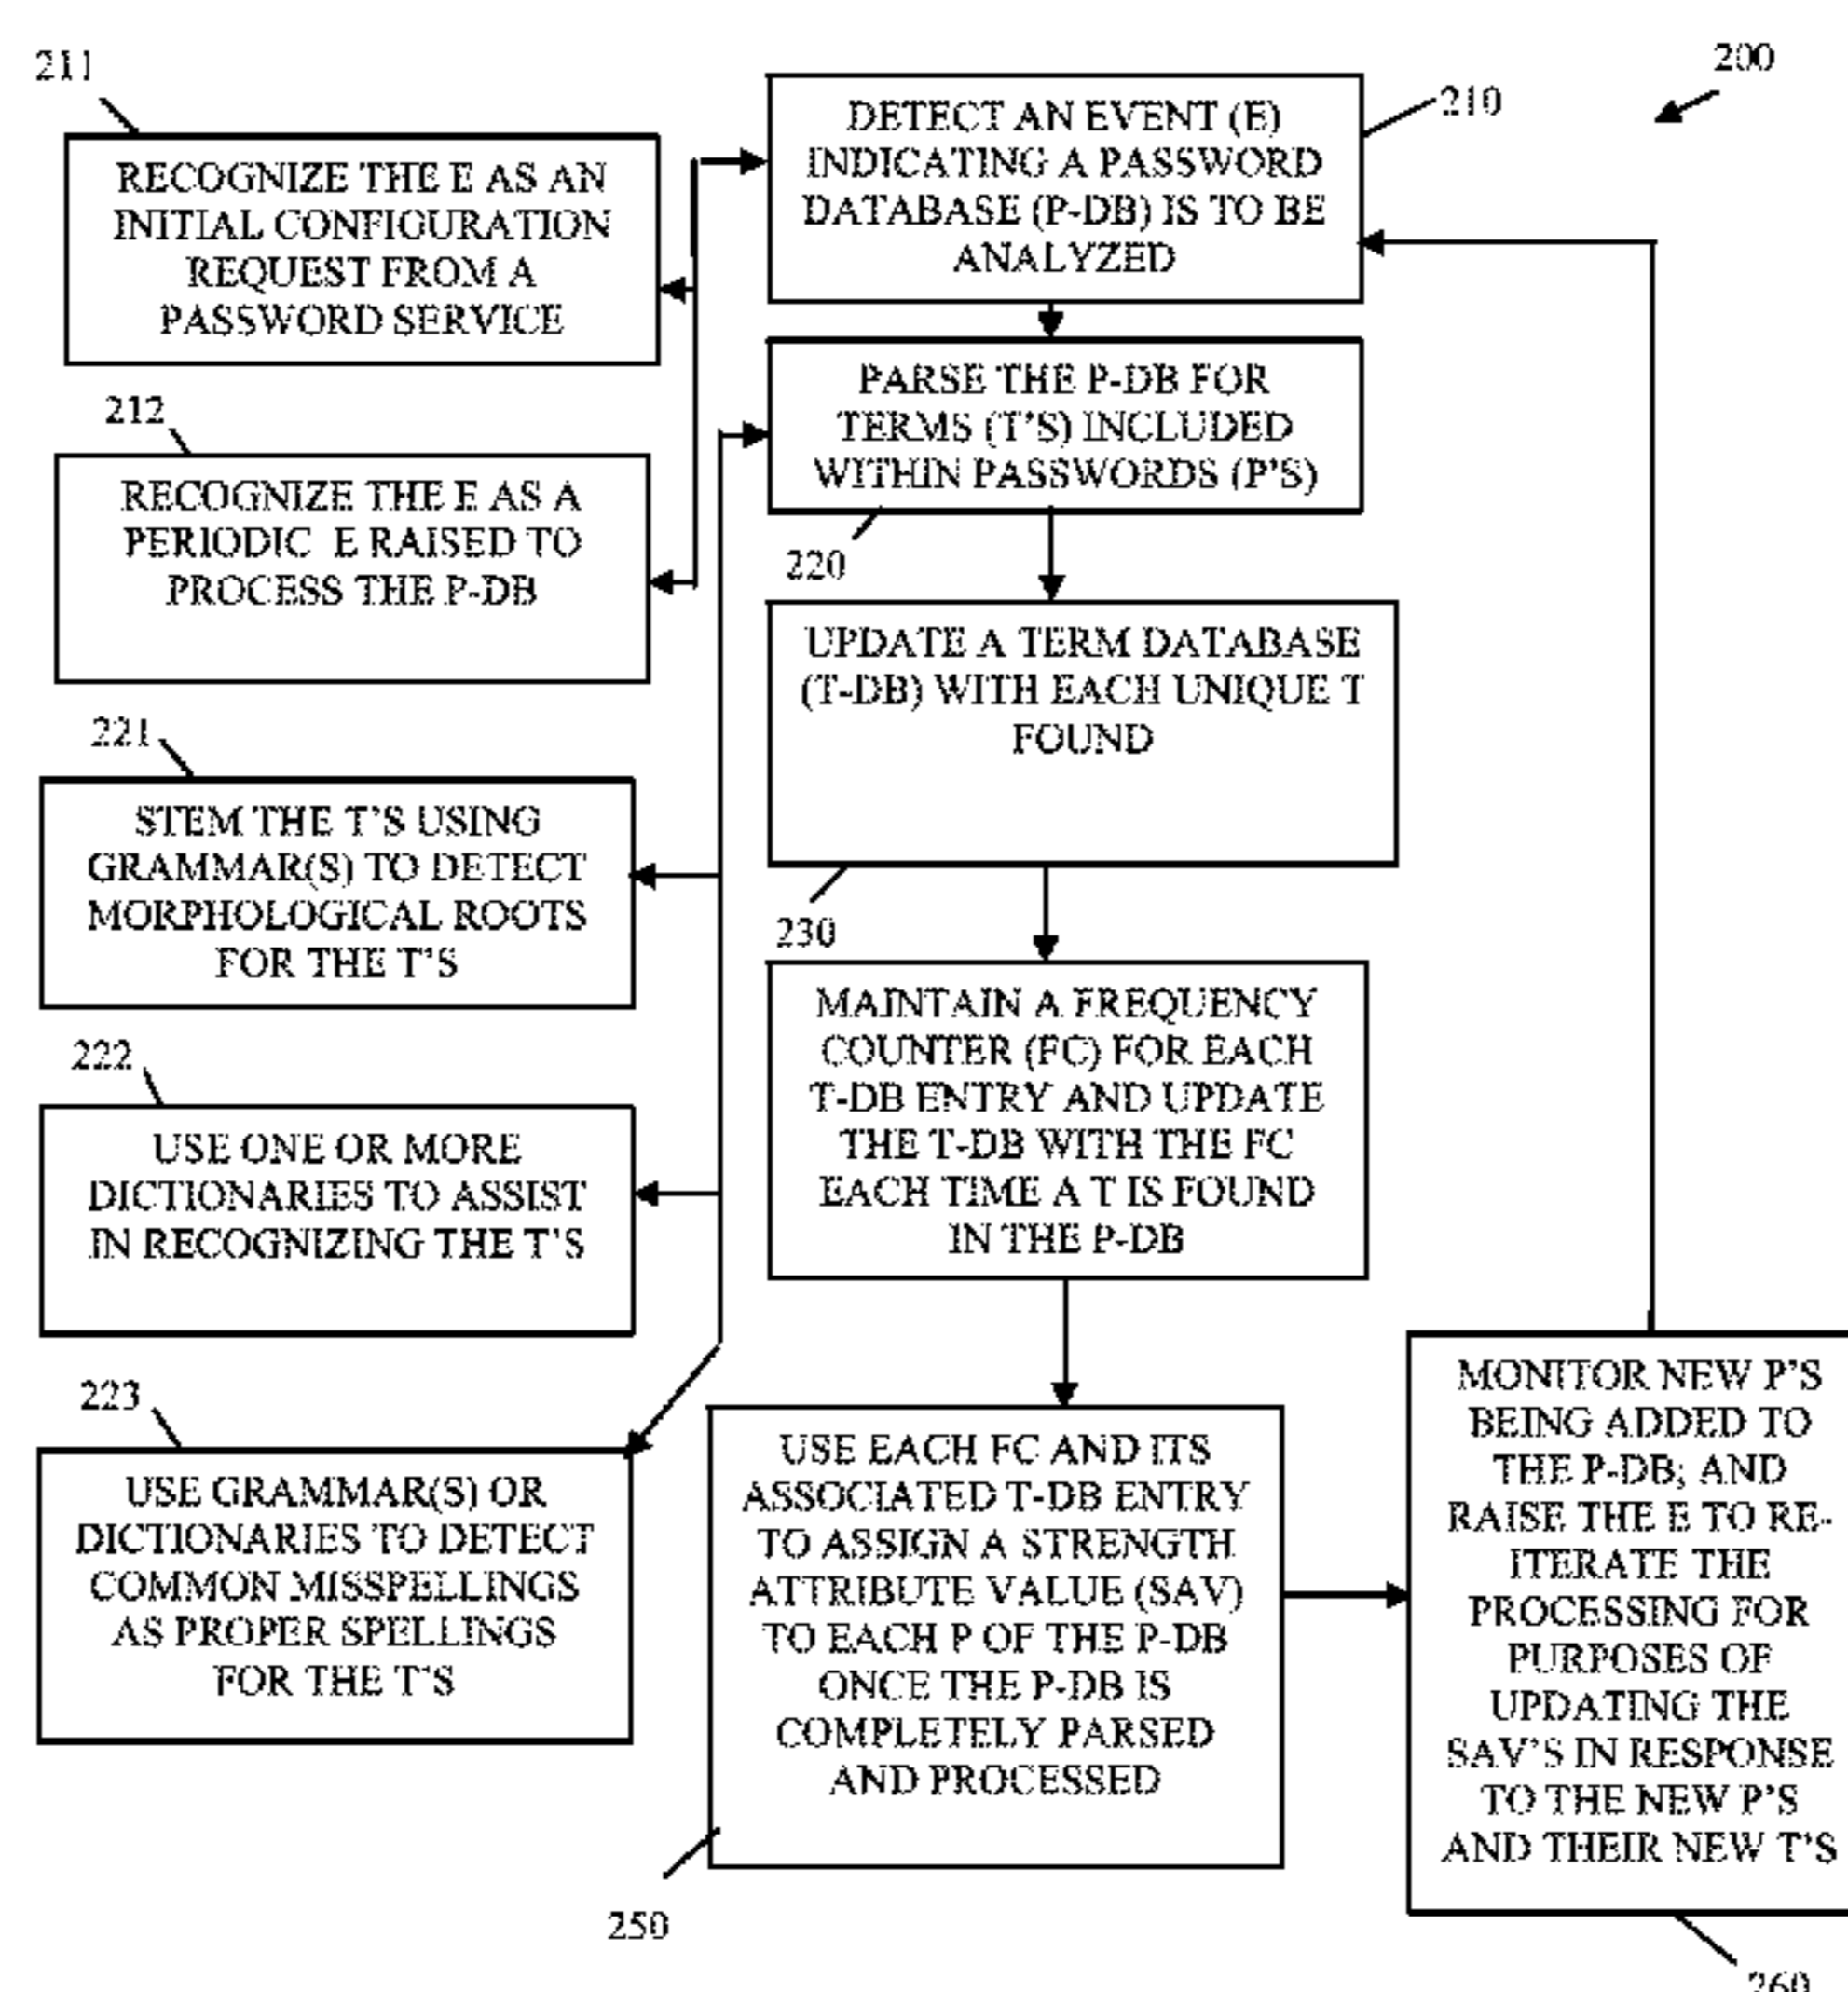 200
210
DETECT AN EVENT (E)
INDICATING A PASSWORD
DATABASE (P-DB) IS TO BE
ANALYZED
211
RECOGNIZE THE E AS AN
INITIAL CONFIGURATION
REQUEST FROM A
PASSWORD SERVICE
212
RECOGNIZE THE E AS A
PERIODIC E RAISED TO
PROCESS THE P-DB
PARSE THE P-DB FOR
TERMS (T'S) INCLUDED
WITHIN PASSWORDS (P'S)
220
221
STEM THE T'S USING
GRAMMAR(S) TO DETECT
MORPHOLOGICAL ROOTS
FOR THE T'S
222
USE ONE OR MORE
DICTIONARIES TO ASSIST
IN RECOGNIZING THE T'S
223
USE GRAMMAR(S) OR
DICTIONARIES TO DETECT
COMMON MISSPELLINGS
AS PROPER SPELLINGS
FOR THE T'S
UPDATE A TERM DATABASE
(T-DB) WITH EACH UNIQUE T
FOUND
230
MAINTAIN A FREQUENCY
COUNTER (FC) FOR EACH
T-DB ENTRY AND UPDATE
THE T-DB WITH THE FC
EACH TIME A T IS FOUND
IN THE P-DB
USE EACH FC AND ITS
ASSOCIATED T-DB ENTRY
TO ASSIGN A STRENGTH
ATTRIBUTE VALUE (SAV)
TO EACH P OF THE P-DB
ONCE THE P-DB IS
COMPLETELY PARSED
AND PROCESSED
250
MONITOR NEW P'S
BEING ADDED TO
THE P-DB; AND
RAISE THE E TO RE-
ITERATE THE
PROCESSING FOR
PURPOSES OF
UPDATING THE
SAV'S IN RESPONSE
TO THE NEW P'S
AND THEIR NEW T'S
260